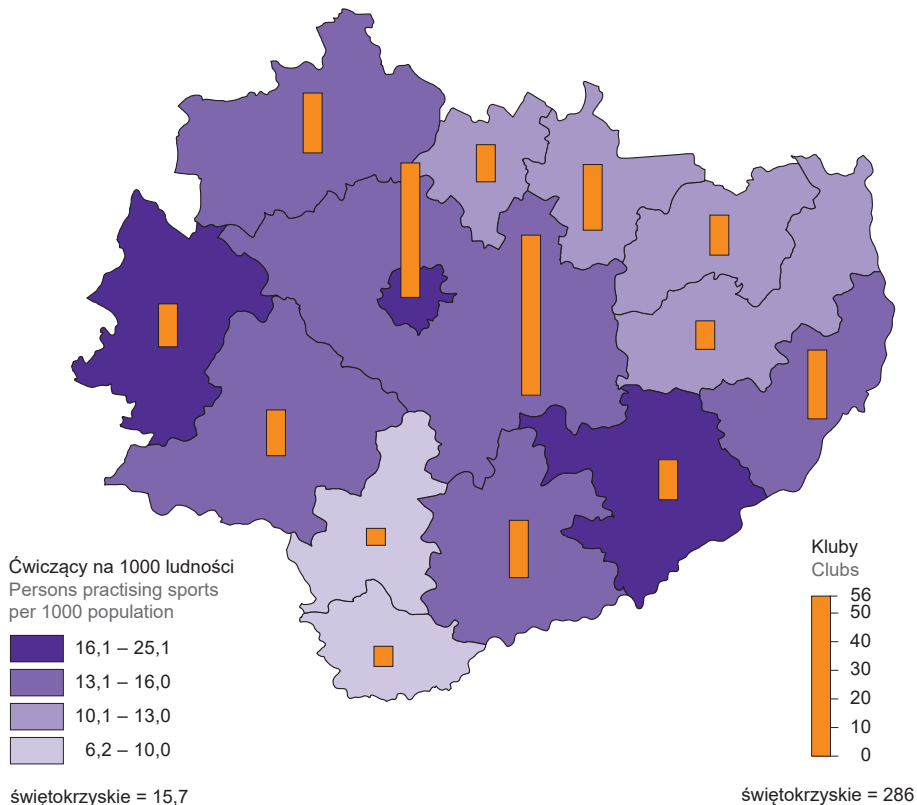 Ćwiczący na 1000 ludności
Persons practising sports
per 1000 population
16,1 – 25,1
13,1 – 16,0
10,1 – 13,0
6,2 – 10,0
świętokrzyskie = 15,7
Kluby
Clubs
56
50
40
30
20
10
0
świętokrzyskie = 286